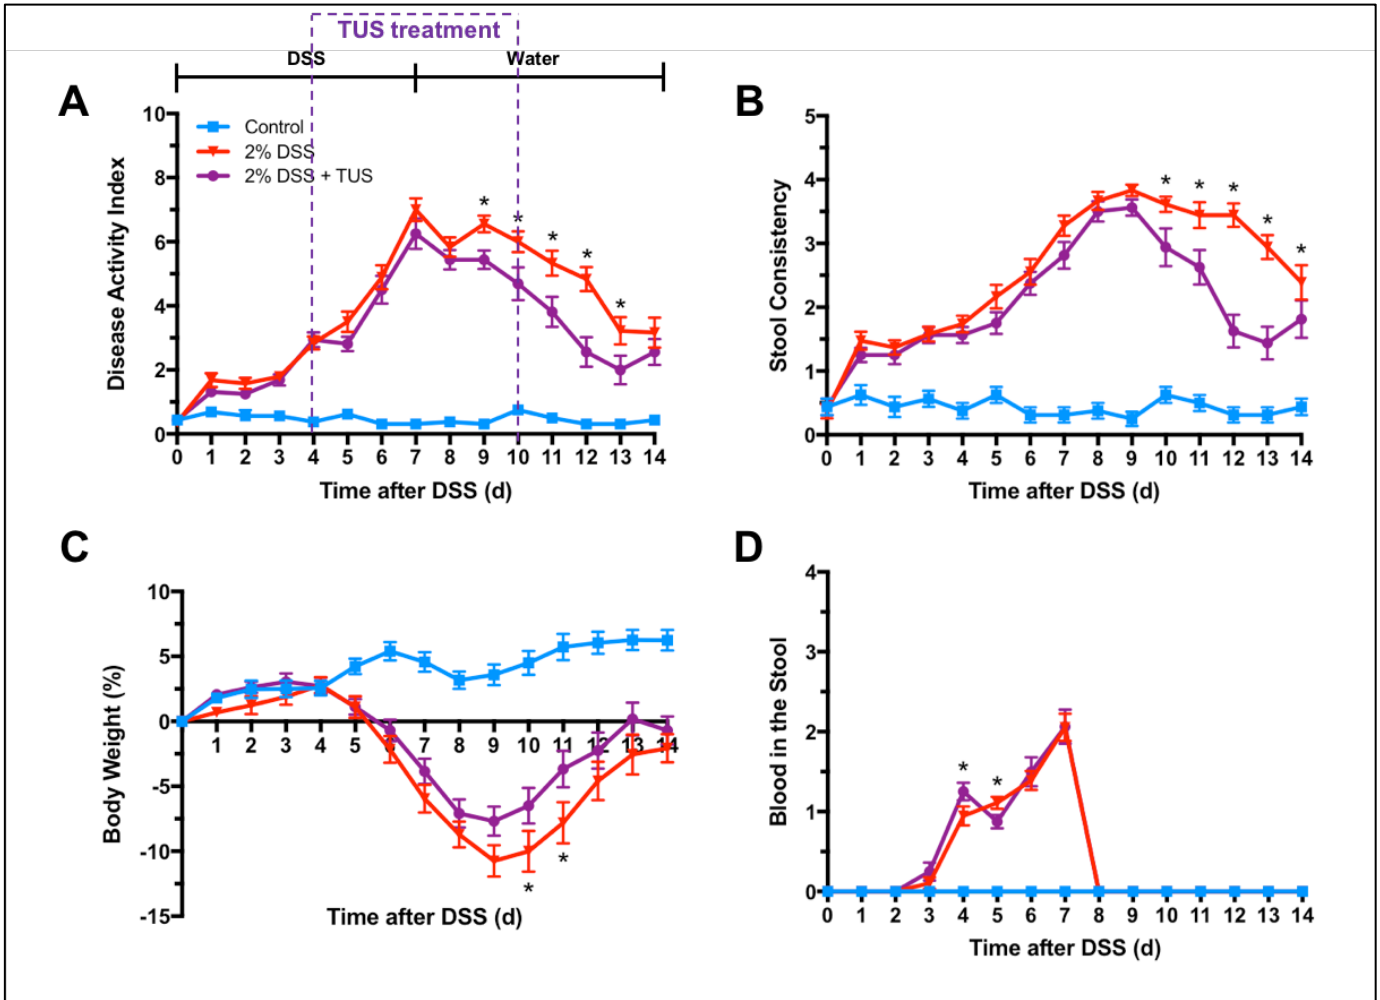 TUS treatment
DSS Water
A
10
8
6
4
2
0
Disease Activity Index
Control
2% DSS
2% DSS + TUS
* * * * *
0 1 2 3 4 5 6 7 8 9 10 11 12 13 14
Time after DSS (d)
B
5
4
3
2
1
0
Stool Consistency
* * * * *
0 1 2 3 4 5 6 7 8 9 10 11 12 13 14
Time after DSS (d)
C
10
5
0
-5
-10
-15
Body Weight (%)
1 2 3 4 5 6 7 8 9 10 11 12 13 14
* *
Time after DSS (d)
D
4
3
2
1
0
Blood in the Stool
* *
0 1 2 3 4 5 6 7 8 9 10 11 12 13 14
Time after DSS (d)